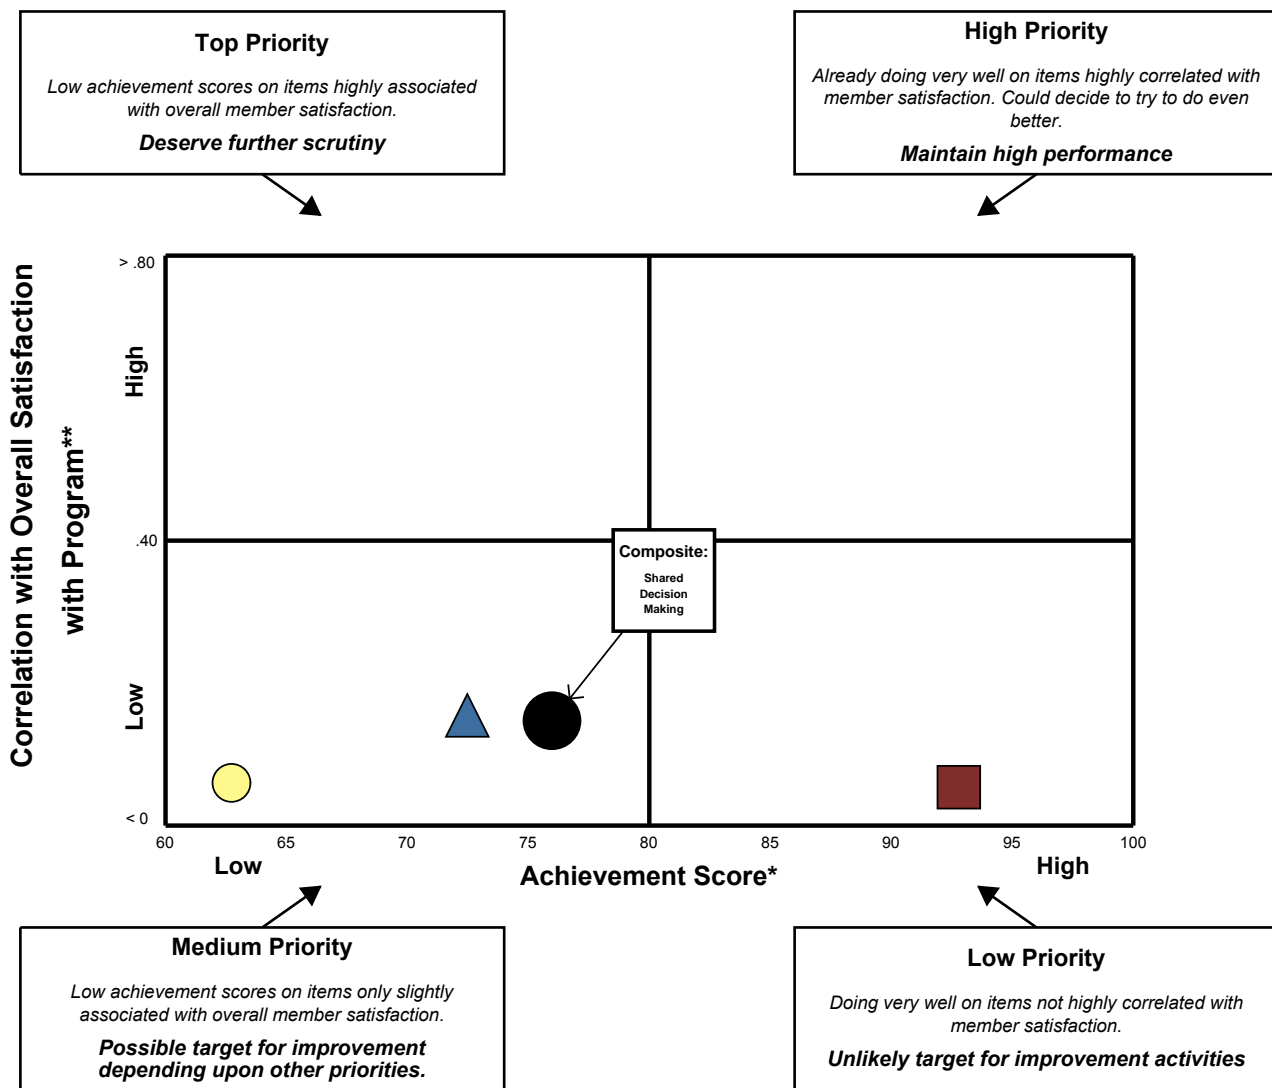 Top Priority
Low achievement scores on items highly associated
with overall member satisfaction.
Deserve further scrutiny
High Priority
Already doing very well on items highly correlated with
member satisfaction. Could decide to try to do even
better.
Maintain high performance
Correlation with Overall Satisfaction
with Program**
> .80
High
.40
Composite:
Shared
Decision
Making
Low
< 0
60
65
70
75
80
85
90
95
100
Low
Achievement Score*
High
Medium Priority
Low achievement scores on items only slightly
associated with overall member satisfaction.
Possible target for improvement
depending upon other priorities.
Low Priority
Doing very well on items not highly correlated with
member satisfaction.
Unlikely target for improvement activities